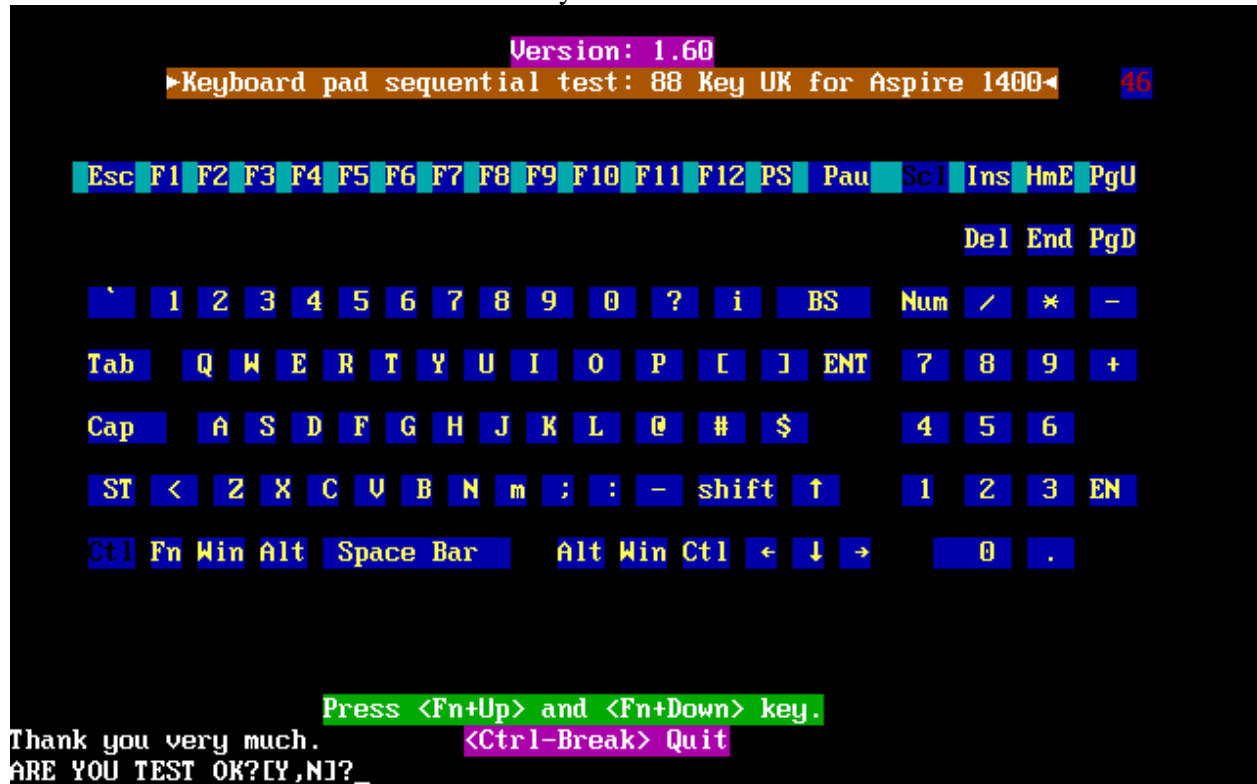 Version: 1.60
►Keyboard pad sequential test: 88 Key UK for Aspire 1400◄ 46
Esc F1 F2 F3 F4 F5 F6 F7 F8 F9 F10 F11 F12 PS Pau Scl Ins HmE PgU
Del End PgD
` 1 2 3 4 5 6 7 8 9 0 ? i BS Num / * -
Tab Q W E R T Y U I O P [ ] ENT 7 8 9 +
Cap A S D F G H J K L @ # $ 4 5 6
ST < Z X C V B N m ; : - shift ↑ 1 2 3 EN
Ctl Fn Win Alt Space Bar Alt Win Ctl ← ↓ → 0 .
Press <Fn+Up> and <Fn+Down> key.
Thank you very much. <Ctrl-Break> Quit
ARE YOU TEST OK?[Y,N]?_